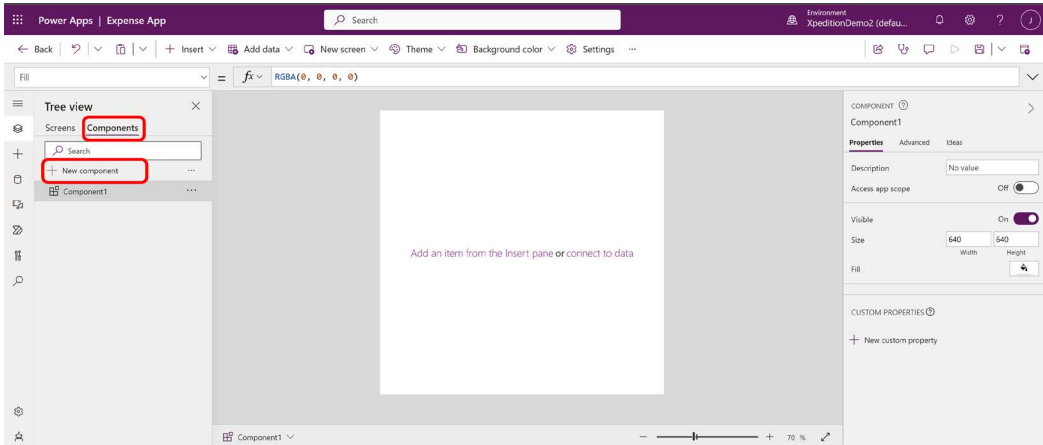 Power Apps | Expense App
Search
Environment
XpeditionDemo2 (defau...
J
Back
Insert
Add data
New screen
Theme
Background color
Settings
Fill
= fx RGBA(0, 0, 0, 0)
Tree view
Screens Components
Search
New component
Component1
Add an item from the Insert pane or connect to data
COMPONENT
Component1
Properties Advanced Ideas
Description No value
Access app scope Off
Visible On
Size 640 640
Width Height
Fill
CUSTOM PROPERTIES
New custom property
Component1
70 %